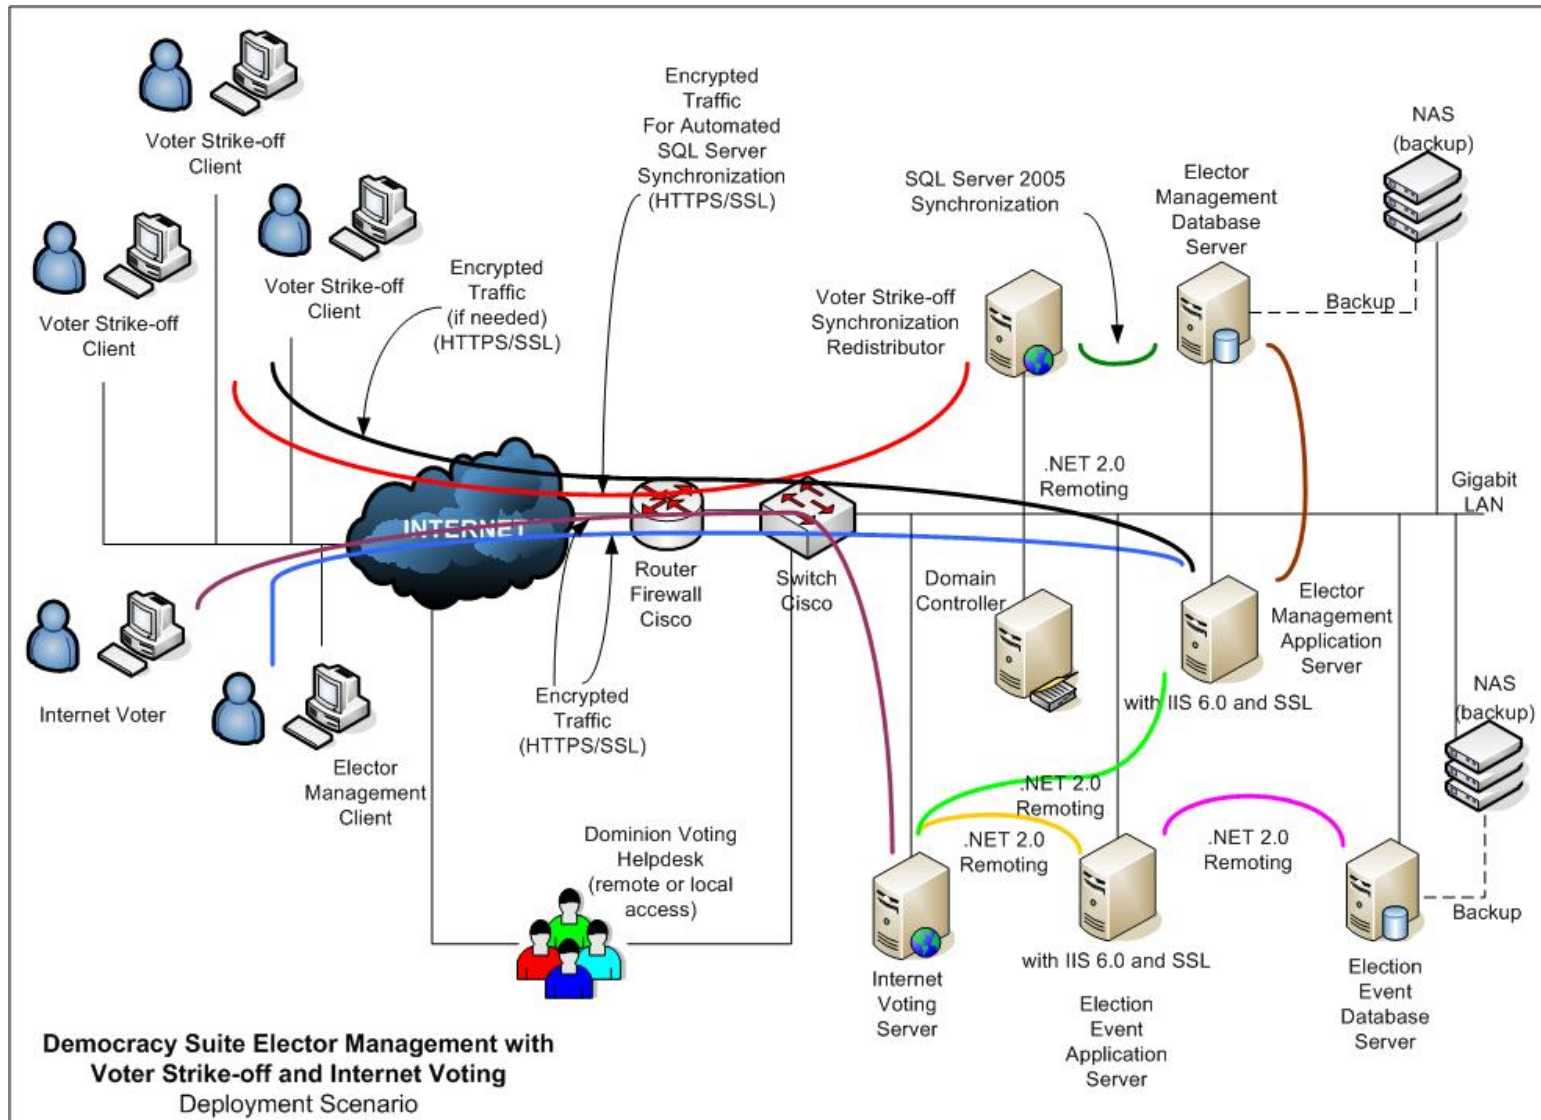 Voter Strike-off
Client
Voter Strike-off
Client
Voter Strike-off
Client
Encrypted
Traffic
(if needed)
(HTTPS/SSL)
Encrypted
Traffic
For Automated
SQL Server
Synchronization
(HTTPS/SSL)
SQL Server 2005
Synchronization
Elector
Management
Database
Server
NAS
(backup)
Backup
Voter Strike-off
Synchronization
Redistributor
.NET 2.0
Remoting
Gigabit
LAN
INTERNET
Router
Firewall
Cisco
Switch
Cisco
Domain
Controller
Elector
Management
Application
Server
with IIS 6.0 and SSL
Internet Voter
Elector
Management
Client
Encrypted
Traffic
(HTTPS/SSL)
NAS
(backup)
Backup
.NET 2.0
Remoting
.NET 2.0
Remoting
.NET 2.0
Remoting
Dominion Voting
Helpdesk
(remote or local
access)
Internet
Voting
Server
with IIS 6.0 and SSL
Election
Event
Application
Server
Election
Event
Database
Server
Democracy Suite Elector Management with
Voter Strike-off and Internet Voting
Deployment Scenario